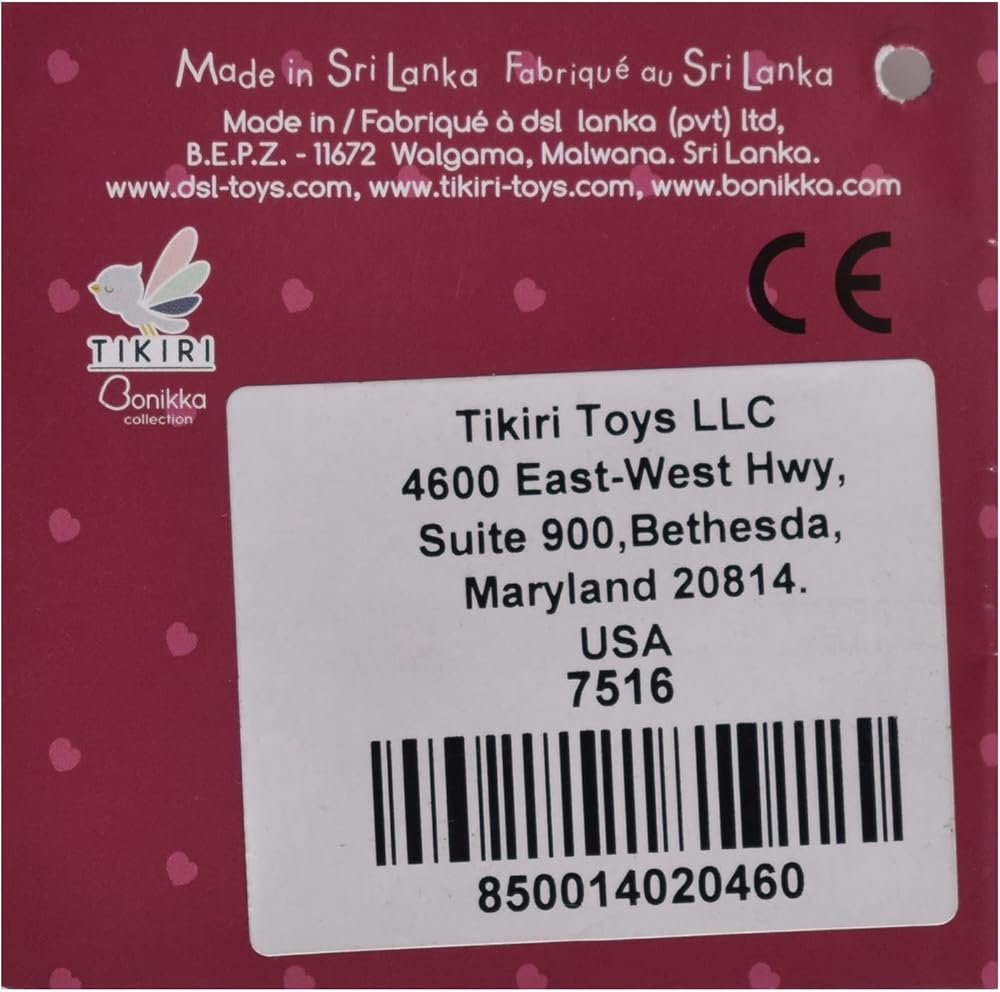 Made in Sri Lanka Fabriqué au Sri Lanka
Made in / Fabriqué à dsl lanka (pvt) ltd,
B.E.P.Z. - 11672 Walgama, Malwana. Sri Lanka.
www.dsl-toys.com, www.tikiri-toys.com, www.bonikka.com
CE
TIKIRI
Bonikka
collection
Tikiri Toys LLC
4600 East-West Hwy,
Suite 900,Bethesda,
Maryland 20814.
USA
7516
850014020460